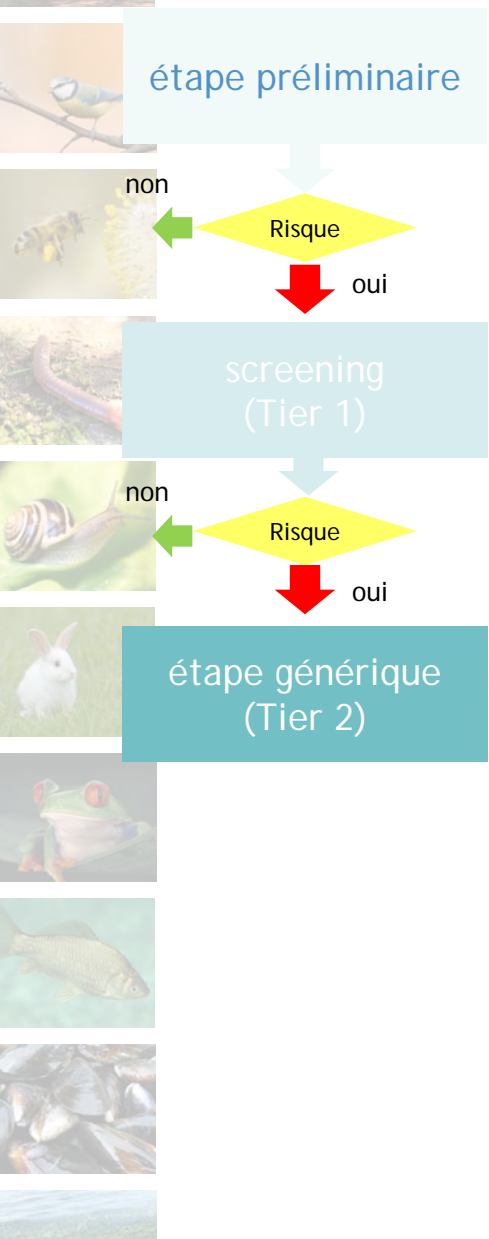 étape préliminaire
non
Risque
oui
screening
(Tier 1)
non
Risque
oui
étape générique
(Tier 2)